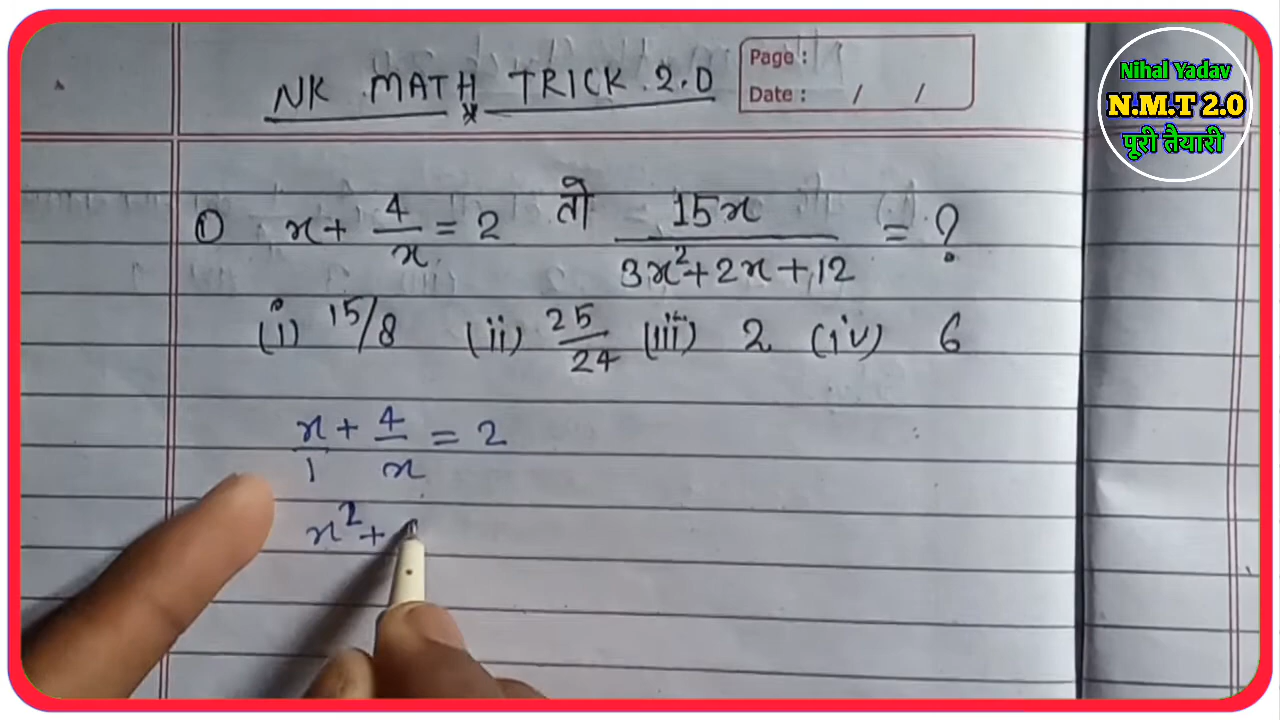 NK MATH TRICK 2.0
Page :
Date : / /
Nihal Yadav
N.M.T 2.0
पूरी तैयारी
① x + 4/x = 2 तो 15x/(3x²+2x+12) = ?
(i) 15/8 (ii) 25/24 (iii) 2 (iv) 6
x/1 + 4/x = 2
x² +